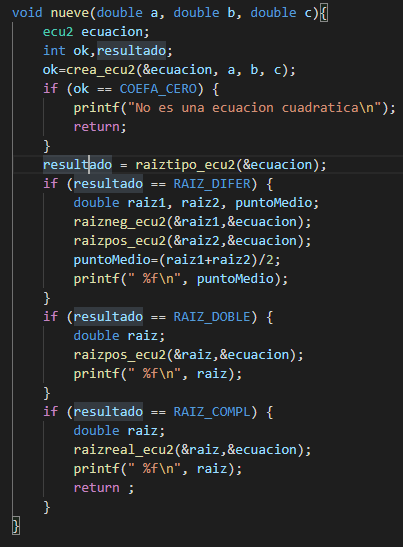 void nueve(double a, double b, double c){
    ecu2 ecuacion;
    int ok,resultado;
    ok=crea_ecu2(&ecuacion, a, b, c);
    if (ok == COEFA_CERO) {
        printf("No es una ecuacion cuadratica\n");
        return;
    }
    resultado = raiztipo_ecu2(&ecuacion);
    if (resultado == RAIZ_DIFER) {
        double raiz1, raiz2, puntoMedio;
        raizneg_ecu2(&raiz1,&ecuacion);
        raizpos_ecu2(&raiz2,&ecuacion);
        puntoMedio=(raiz1+raiz2)/2;
        printf(" %f\n", puntoMedio);
    }
    if (resultado == RAIZ_DOBLE) {
        double raiz;
        raizpos_ecu2(&raiz,&ecuacion);
        printf(" %f\n", raiz);
    }
    if (resultado == RAIZ_COMPL) {
        double raiz;
        raizreal_ecu2(&raiz,&ecuacion);
        printf(" %f\n", raiz);
        return ;
    }
}